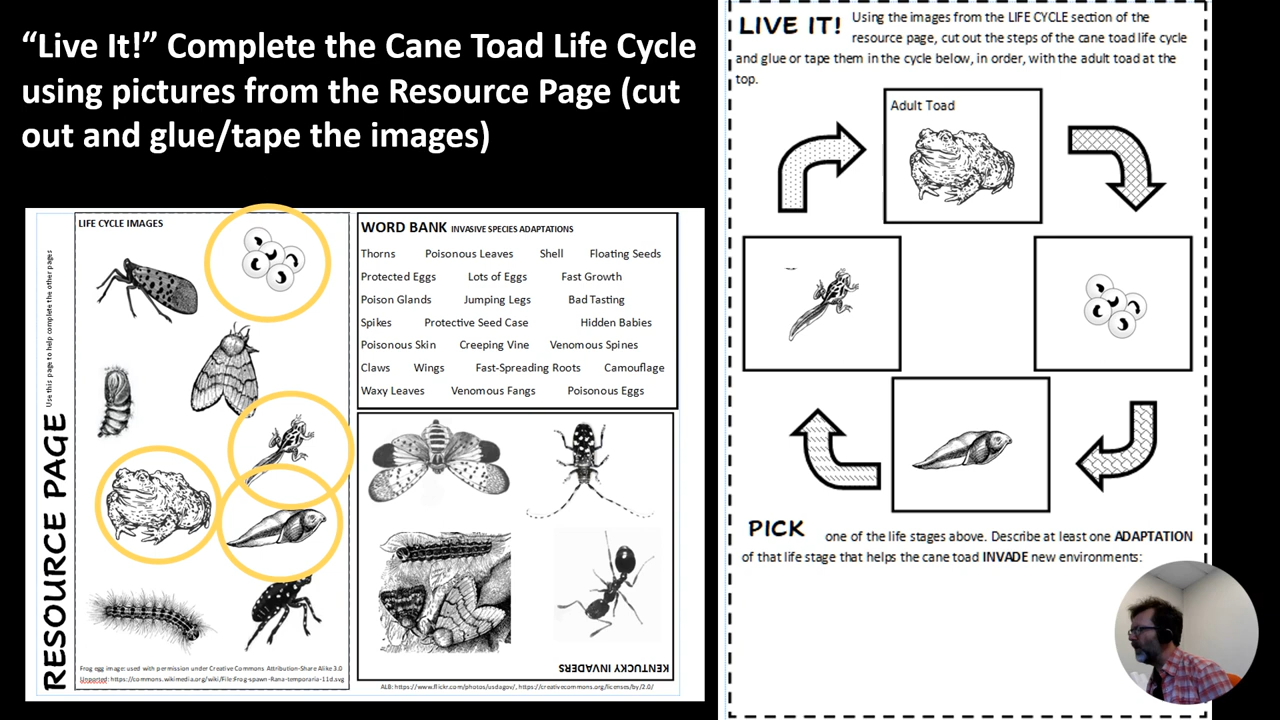 “Live It!” Complete the Cane Toad Life Cycle
using pictures from the Resource Page (cut
out and glue/tape the images)
RESOURCE PAGE Use this page to help complete the other pages
LIFE CYCLE IMAGES
Frog egg image: used with permission under Creative Commons Attribution-Share Alike 3.0
Unported: https://commons.wikimedia.org/wiki/File:Frog-spawn-Rana-temporaria-11d.svg
WORD BANK INVASIVE SPECIES ADAPTATIONS
Thorns Poisonous Leaves Shell Floating Seeds
Protected Eggs Lots of Eggs Fast Growth
Poison Glands Jumping Legs Bad Tasting
Spikes Protective Seed Case Hidden Babies
Poisonous Skin Creeping Vine Venomous Spines
Claws Wings Fast-Spreading Roots Camouflage
Waxy Leaves Venomous Fangs Poisonous Eggs
KENTUCKY INVADERS
ALB: https://www.flickr.com/photos/usdagov/, https://creativecommons.org/licenses/by/2.0/
LIVE IT! Using the images from the LIFE CYCLE section of the
resource page, cut out the steps of the cane toad life cycle
and glue or tape them in the cycle below, in order, with the adult toad at the
top.
Adult Toad
PICK one of the life stages above. Describe at least one ADAPTATION
of that life stage that helps the cane toad INVADE new environments: